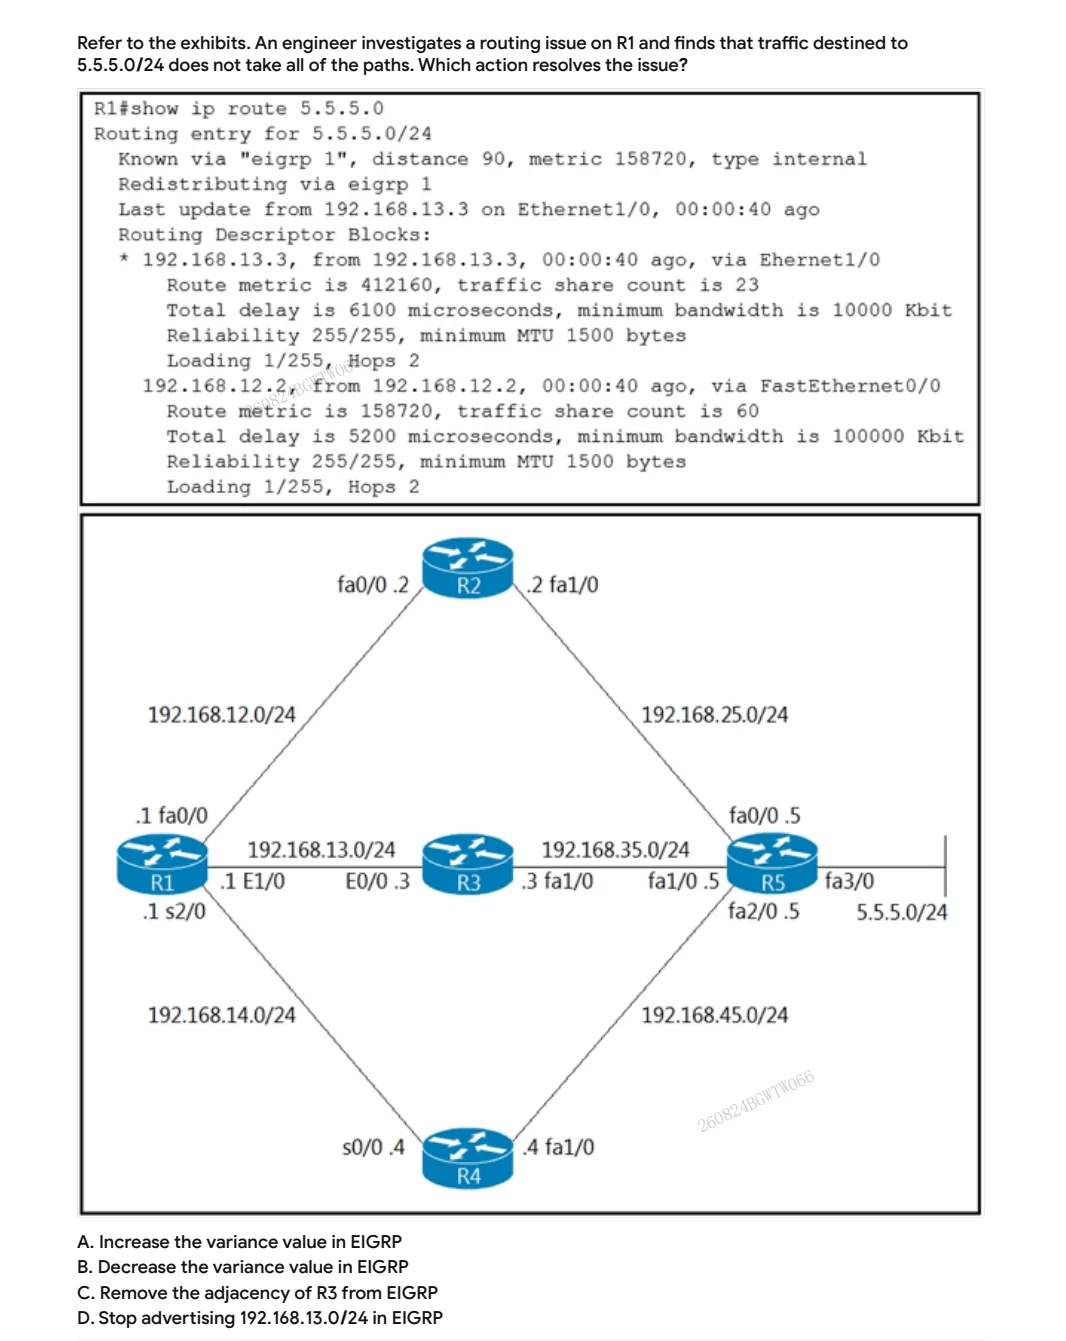 Refer to the exhibits. An engineer investigates a routing issue on R1 and finds that traffic destined to
5.5.5.0/24 does not take all of the paths. Which action resolves the issue?
R1#show ip route 5.5.5.0
Routing entry for 5.5.5.0/24
Known via "eigrp 1", distance 90, metric 158720, type internal
Redistributing via eigrp 1
Last update from 192.168.13.3 on Ethernet1/0, 00:00:40 ago
Routing Descriptor Blocks:
* 192.168.13.3, from 192.168.13.3, 00:00:40 ago, via Ehernet1/0
Route metric is 412160, traffic share count is 23
Total delay is 6100 microseconds, minimum bandwidth is 10000 Kbit
Reliability 255/255, minimum MTU 1500 bytes
Loading 1/255, Hops 2
192.168.12.2, from 192.168.12.2, 00:00:40 ago, via FastEthernet0/0
Route metric is 158720, traffic share count is 60
Total delay is 5200 microseconds, minimum bandwidth is 100000 Kbit
Reliability 255/255, minimum MTU 1500 bytes
Loading 1/255, Hops 2
fa0/0 .2
R2
.2 fa1/0
192.168.12.0/24
192.168.25.0/24
.1 fa0/0
fa0/0 .5
192.168.13.0/24
192.168.35.0/24
R1
.1 E1/0
E0/0 .3
R3
.3 fa1/0
fa1/0 .5
R5
fa3/0
.1 s2/0
fa2/0 .5
5.5.5.0/24
192.168.14.0/24
192.168.45.0/24
260824BGWTW066
s0/0 .4
.4 fa1/0
R4
A. Increase the variance value in EIGRP
B. Decrease the variance value in EIGRP
C. Remove the adjacency of R3 from EIGRP
D. Stop advertising 192.168.13.0/24 in EIGRP